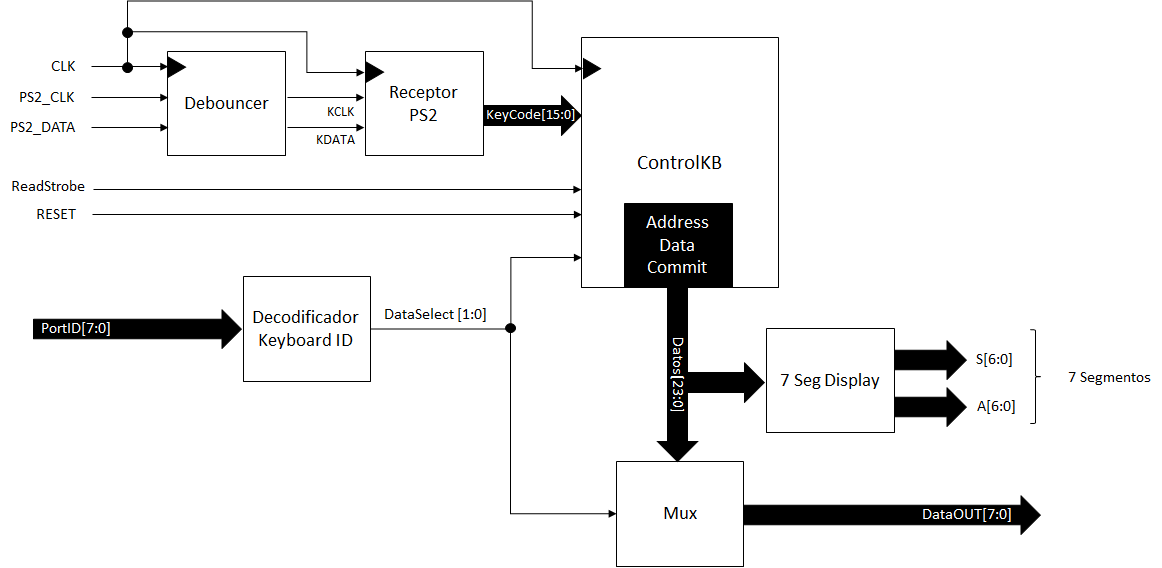 CLK
PS2_CLK
PS2_DATA
Debouncer
KCLK
KDATA
Receptor
PS2
KeyCode[15:0]
ControlKB
ReadStrobe
RESET
Address
Data
Commit
PortID[7:0]
Decodificador
Keyboard ID
DataSelect [1:0]
Datos[23:0]
7 Seg Display
S[6:0]
A[6:0]
7 Segmentos
Mux
DataOUT[7:0]